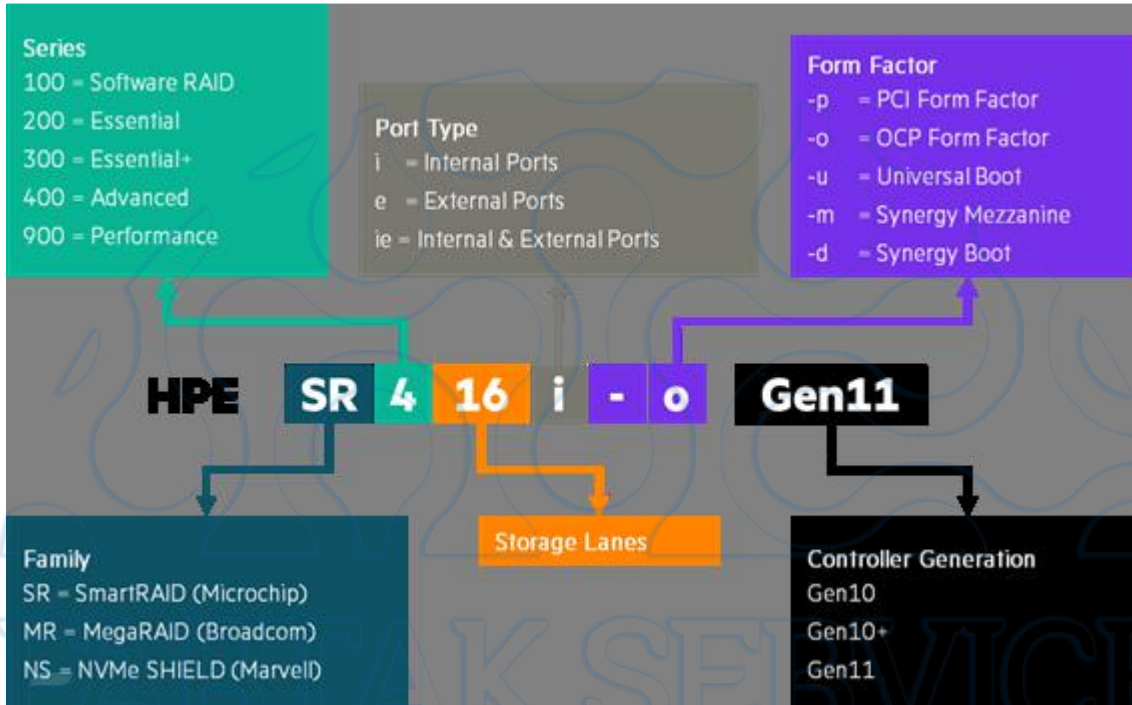 Series
100 = Software RAID
200 = Essential
300 = Essential+
400 = Advanced
900 = Performance
Port Type
i = Internal Ports
e = External Ports
ie = Internal & External Ports
Form Factor
-p = PCI Form Factor
-o = OCP Form Factor
-u = Universal Boot
-m = Synergy Mezzanine
-d = Synergy Boot
HPE SR 4 16 i - o Gen11
Family
SR = SmartRAID (Microchip)
MR = MegaRAID (Broadcom)
NS = NVMe SHIELD (Marvell)
Storage Lanes
Controller Generation
Gen10
Gen10+
Gen11